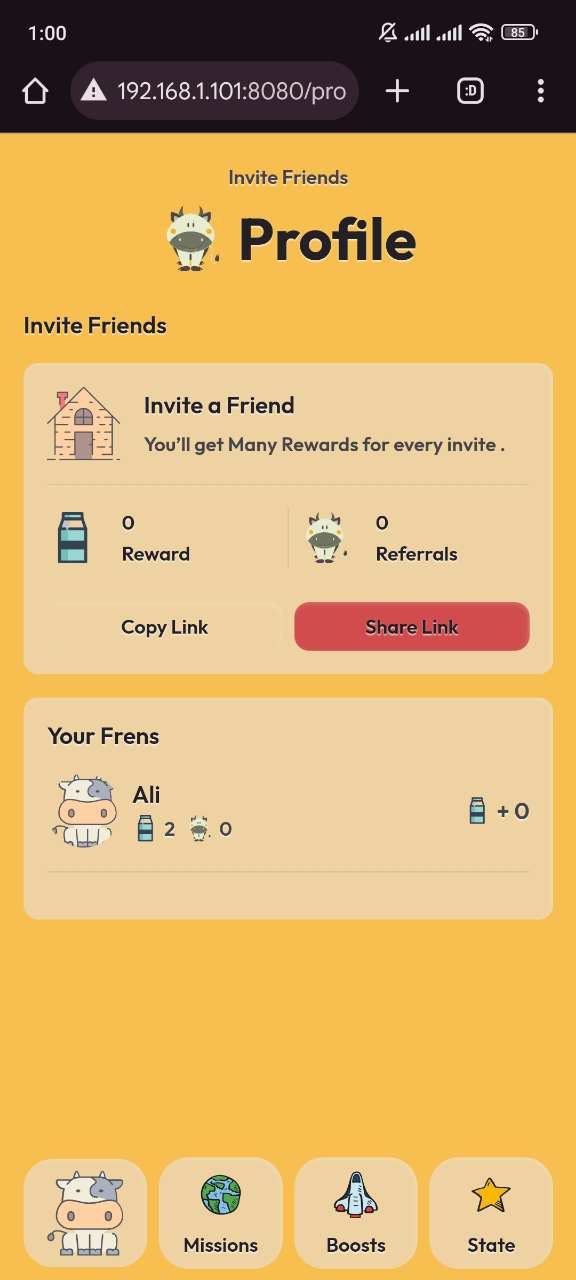 1:00
85
192.168.1.101:8080/pro
:D
Invite Friends
Profile
Invite Friends
Invite a Friend
You'll get Many Rewards for every invite .
0
Reward
0
Referrals
Copy Link
Share Link
Your Frens
Ali
2 0
+ 0
Missions
Boosts
State